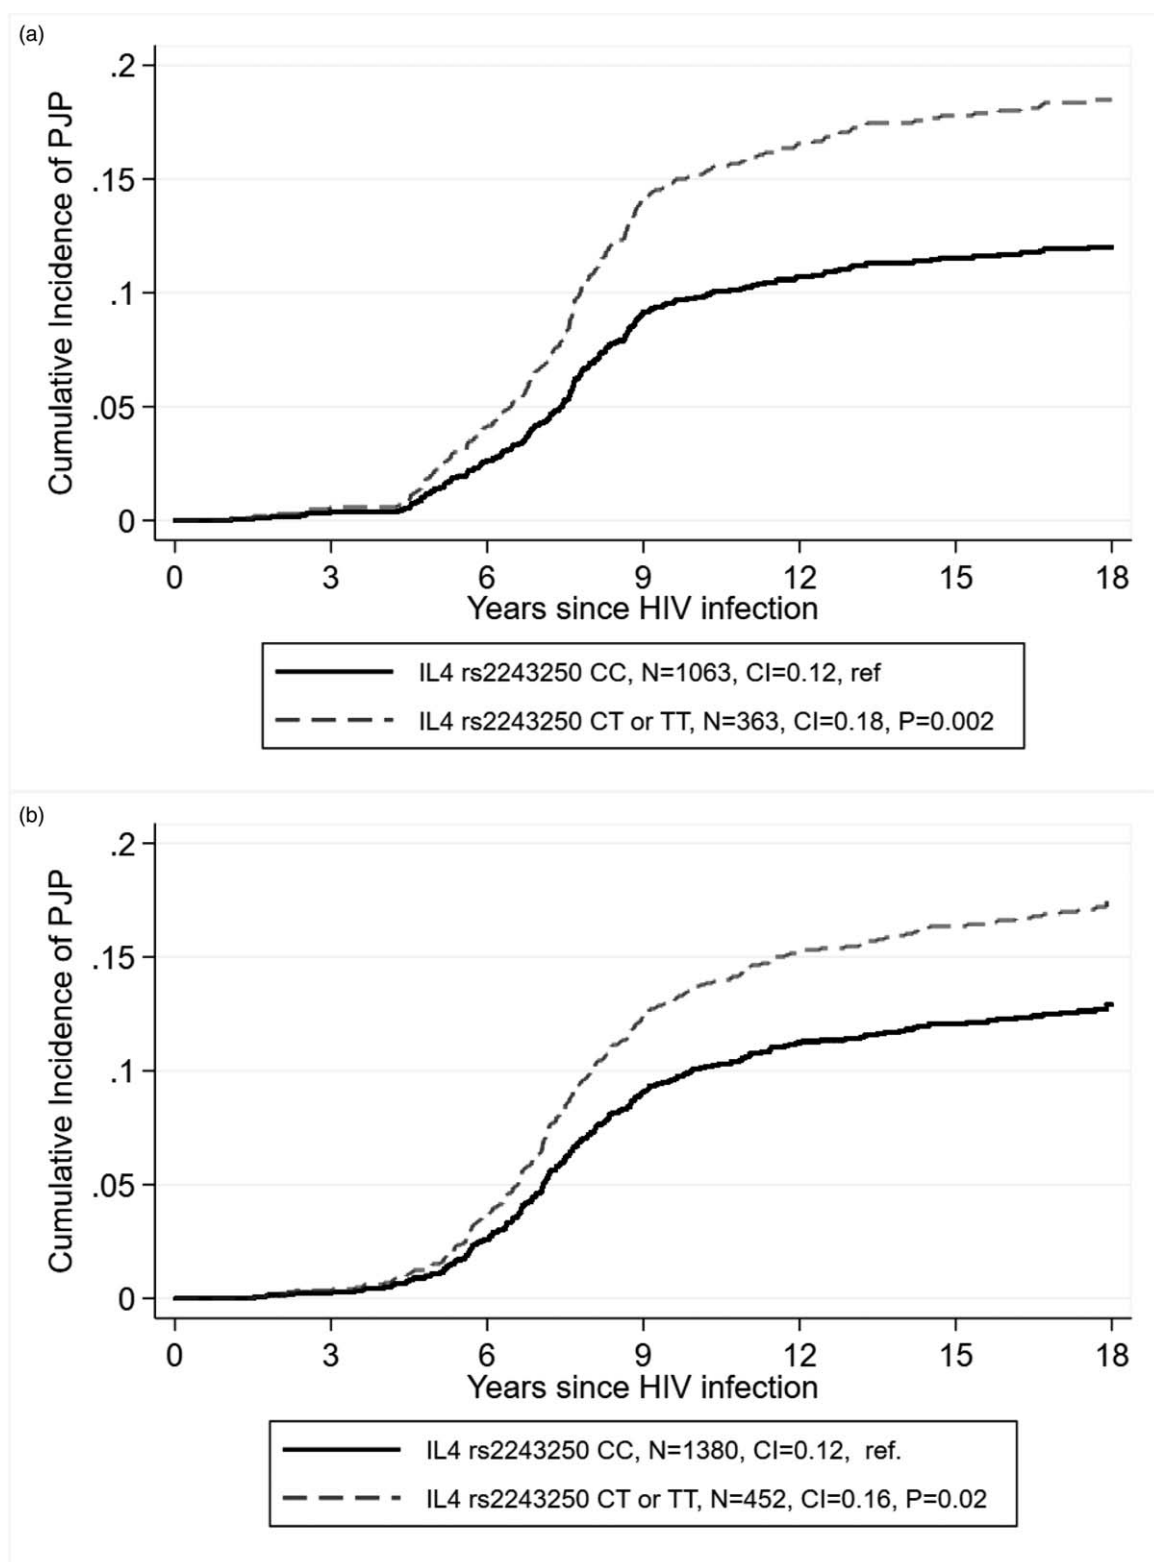 (a)
Cumulative Incidence of PJP
.2
.15
.1
.05
0
0 3 6 9 12 15 18
Years since HIV infection
IL4 rs2243250 CC, N=1063, CI=0.12, ref
IL4 rs2243250 CT or TT, N=363, CI=0.18, P=0.002
(b)
Cumulative Incidence of PJP
.2
.15
.1
.05
0
0 3 6 9 12 15 18
Years since HIV infection
IL4 rs2243250 CC, N=1380, CI=0.12, ref.
IL4 rs2243250 CT or TT, N=452, CI=0.16, P=0.02